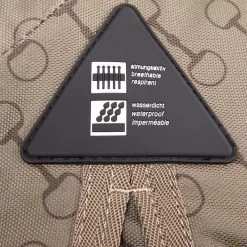 atmungsaktiv
breathable
respirant
wasserdicht
waterproof
imperméable